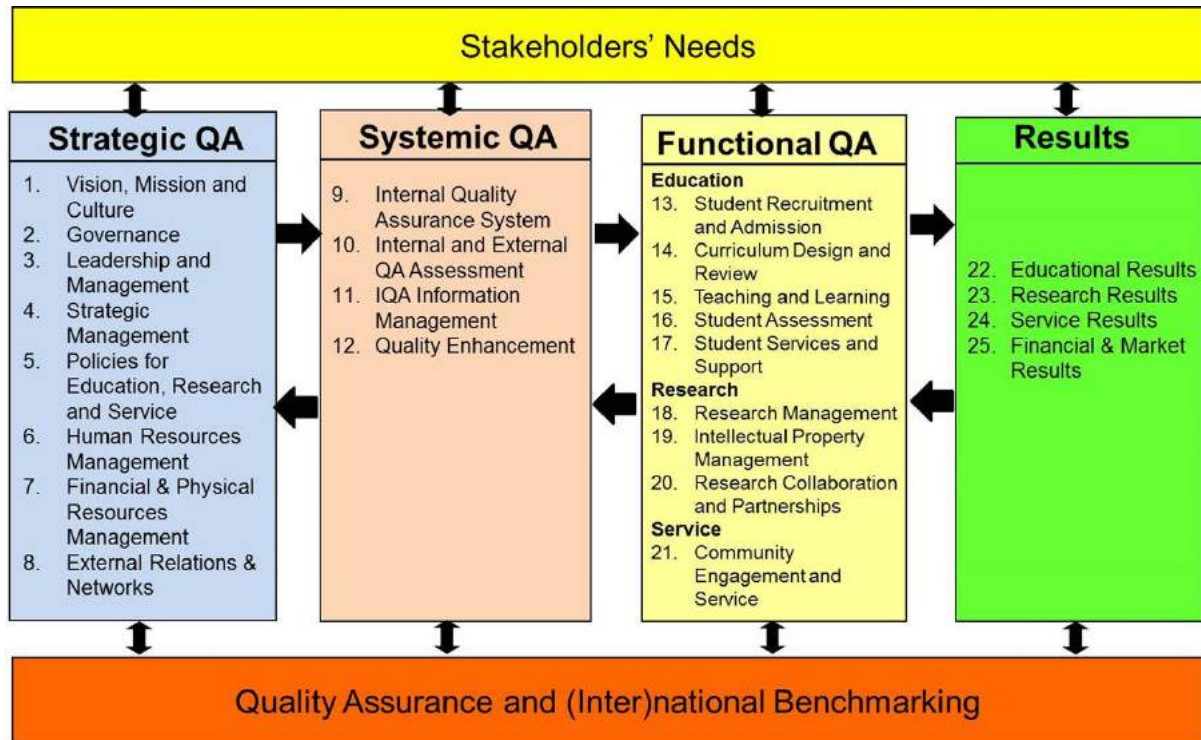 Stakeholders' Needs
Strategic QA
1. Vision, Mission and
Culture
2. Governance
3. Leadership and
Management
4. Strategic
Management
5. Policies for
Education, Research
and Service
6. Human Resources
Management
7. Financial & Physical
Resources
Management
8. External Relations &
Networks
Systemic QA
9. Internal Quality
Assurance System
10. Internal and External
QA Assessment
11. IQA Information
Management
12. Quality Enhancement
Functional QA
Education
13. Student Recruitment
and Admission
14. Curriculum Design and
Review
15. Teaching and Learning
16. Student Assessment
17. Student Services and
Support
Research
18. Research Management
19. Intellectual Property
Management
20. Research Collaboration
and Partnerships
Service
21. Community
Engagement and
Service
Results
22. Educational Results
23. Research Results
24. Service Results
25. Financial & Market
Results
Quality Assurance and (Inter)national Benchmarking